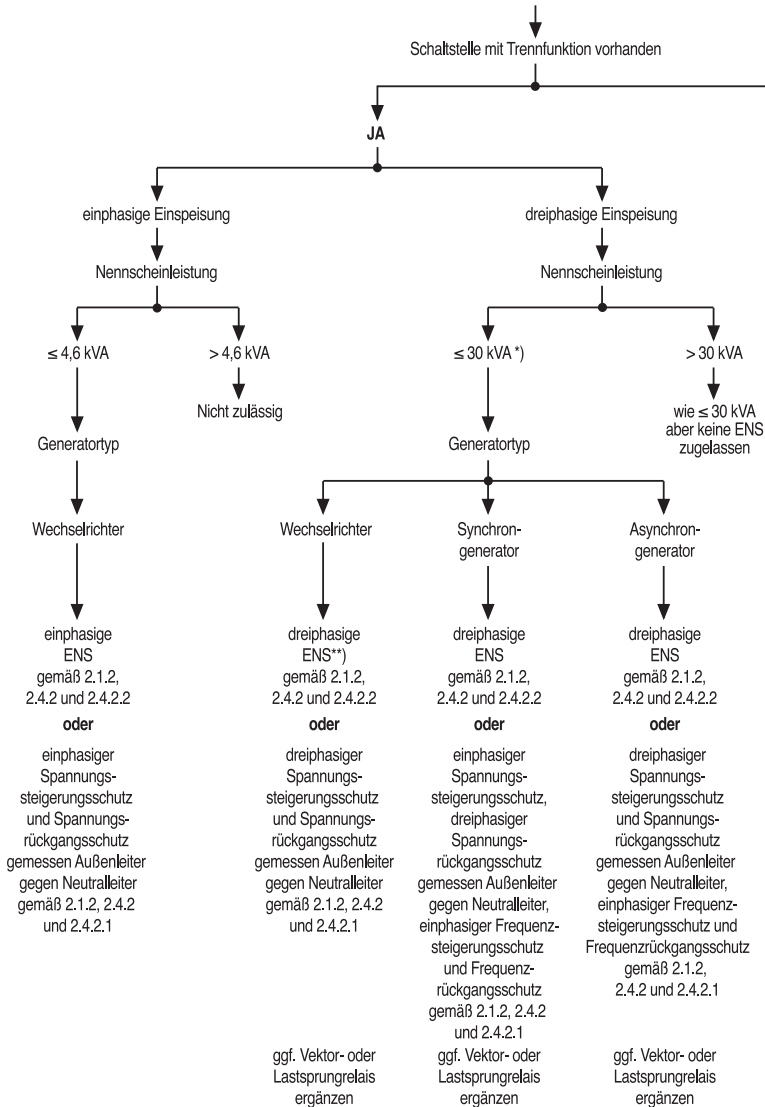 Schaltstelle mit Trennfunktion vorhanden
JA
einphasige Einspeisung
dreiphasige Einspeisung
Nennscheinleistung
Nennscheinleistung
≤ 4,6 kVA
> 4,6 kVA
≤ 30 kVA *)
> 30 kVA
Nicht zulässig
wie ≤ 30 kVA
aber keine ENS
zugelassen
Generatortyp
Generatortyp
Wechselrichter
Wechselrichter
Synchron-
generator
Asynchron-
generator
einphasige
ENS
gemäß 2.1.2,
2.4.2 und 2.4.2.2
oder
einphasiger
Spannungs-
steigerungsschutz
und Spannungs-
rückgangsschutz
gemessen Außenleiter
gegen Neutralleiter
gemäß 2.1.2, 2.4.2
und 2.4.2.1
dreiphasige
ENS**)
gemäß 2.1.2,
2.4.2 und 2.4.2.2
oder
dreiphasiger
Spannungs-
steigerungsschutz
und Spannungs-
rückgangsschutz
gemessen Außenleiter
gegen Neutralleiter
gemäß 2.1.2, 2.4.2
und 2.4.2.1
ggf. Vektor- oder
Lastsprungrelais
ergänzen
dreiphasige
ENS
gemäß 2.1.2,
2.4.2 und 2.4.2.2
oder
einphasiger
Spannungs-
steigerungsschutz,
dreiphasiger
Spannungs-
rückgangsschutz
gemessen Außenleiter
gegen Neutralleiter,
einphasiger Frequenz-
steigerungsschutz
und Frequenz-
rückgangsschutz
gemäß 2.1.2, 2.4.2
und 2.4.2.1
ggf. Vektor- oder
Lastsprungrelais
ergänzen
dreiphasige
ENS
gemäß 2.1.2,
2.4.2 und 2.4.2.2
oder
dreiphasiger
Spannungs-
steigerungsschutz
und Spannungs-
rückgangsschutz
gemessen Außenleiter
gegen Neutralleiter,
einphasiger Frequenz-
steigerungsschutz und
Frequenzrückgangsschutz
gemäß 2.1.2,
2.4.2 und 2.4.2.1
ggf. Vektor- oder
Lastsprungrelais
ergänzen